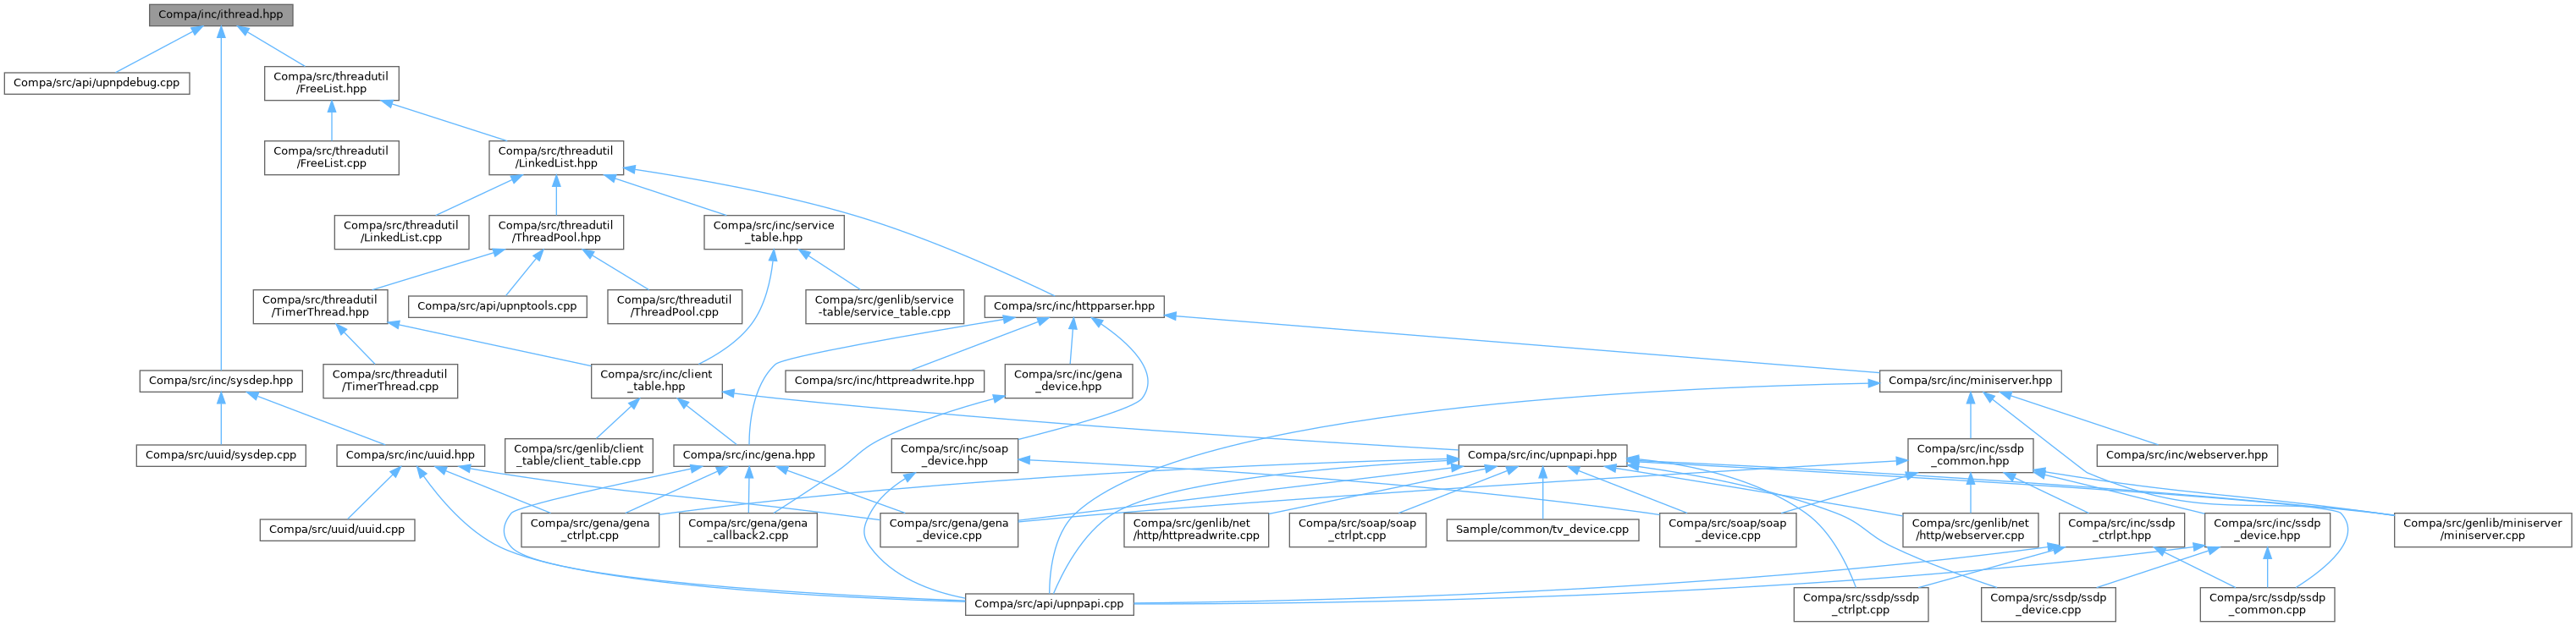 Compa/inc/ithread.hpp
Compa/src/api/upnpdebug.cpp
Compa/src/threadutil
/FreeList.hpp
Compa/src/threadutil
/FreeList.cpp
Compa/src/threadutil
/LinkedList.hpp
Compa/src/threadutil
/LinkedList.cpp
Compa/src/threadutil
/ThreadPool.hpp
Compa/src/inc/service
_table.hpp
Compa/src/threadutil
/TimerThread.hpp
Compa/src/api/upnptools.cpp
Compa/src/threadutil
/ThreadPool.cpp
Compa/src/genlib/service
-table/service_table.cpp
Compa/src/inc/httpparser.hpp
Compa/src/inc/sysdep.hpp
Compa/src/threadutil
/TimerThread.cpp
Compa/src/inc/client
_table.hpp
Compa/src/inc/httpreadwrite.hpp
Compa/src/inc/gena
_device.hpp
Compa/src/inc/miniserver.hpp
Compa/src/uuid/sysdep.cpp
Compa/src/inc/uuid.hpp
Compa/src/genlib/client
_table/client_table.cpp
Compa/src/inc/gena.hpp
Compa/src/inc/soap
_device.hpp
Compa/src/inc/upnpapi.hpp
Compa/src/inc/ssdp
_common.hpp
Compa/src/inc/webserver.hpp
Compa/src/uuid/uuid.cpp
Compa/src/gena/gena
_ctrlpt.cpp
Compa/src/gena/gena
_callback2.cpp
Compa/src/gena/gena
_device.cpp
Compa/src/genlib/net
/http/httpreadwrite.cpp
Compa/src/soap/soap
_ctrlpt.cpp
Sample/common/tv_device.cpp
Compa/src/soap/soap
_device.cpp
Compa/src/genlib/net
/http/webserver.cpp
Compa/src/inc/ssdp
_ctrlpt.hpp
Compa/src/inc/ssdp
_device.hpp
Compa/src/genlib/miniserver
/miniserver.cpp
Compa/src/api/upnpapi.cpp
Compa/src/ssdp/ssdp
_ctrlpt.cpp
Compa/src/ssdp/ssdp
_device.cpp
Compa/src/ssdp/ssdp
_common.cpp